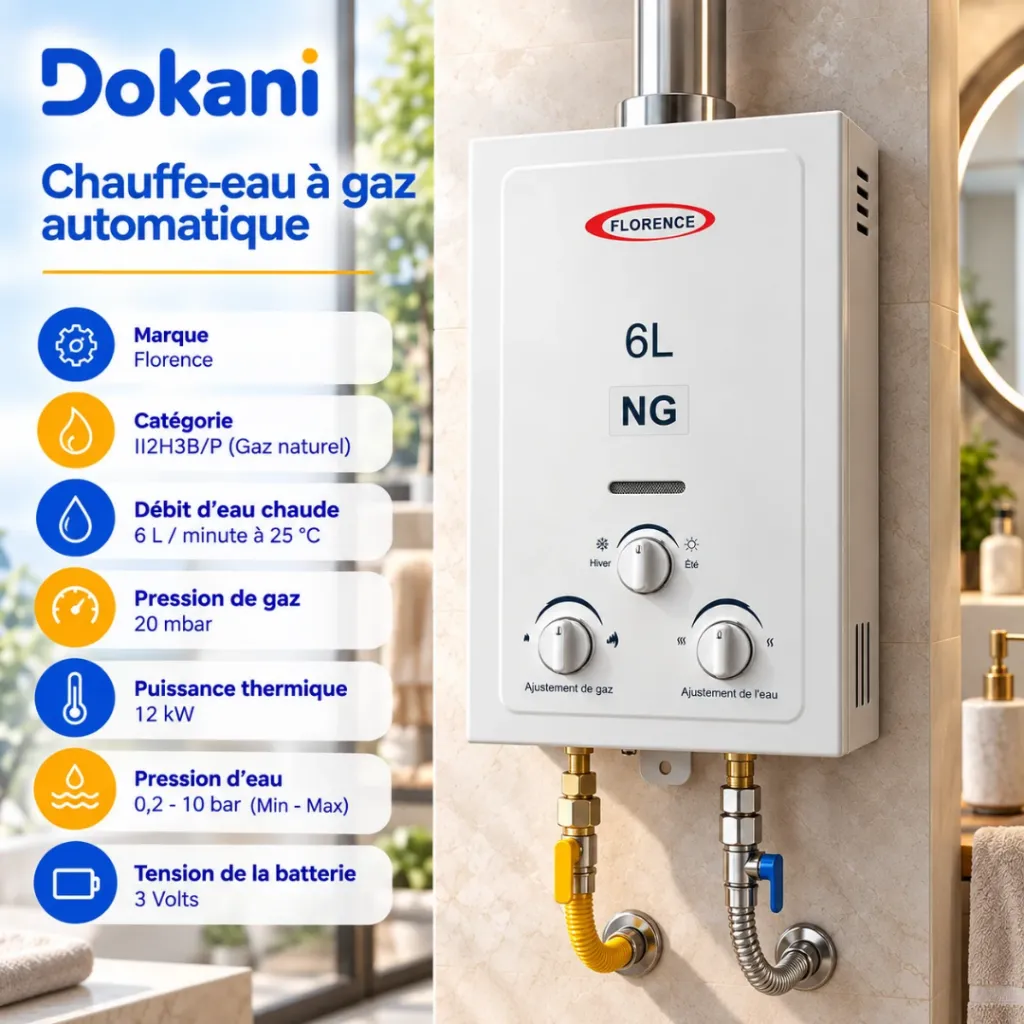 Dokani
Chauffe-eau à gaz
automatique
Marque
Florence
Catégorie
II2H3B/P (Gaz naturel)
Débit d'eau chaude
6 L / minute à 25 °C
Pression de gaz
20 mbar
Puissance thermique
12 kW
Pression d'eau
0,2 - 10 bar (Min - Max)
Tension de la batterie
3 Volts
FLORENCE
6L
NG
Hiver
Été
Ajustement de gaz
Ajustement de l'eau